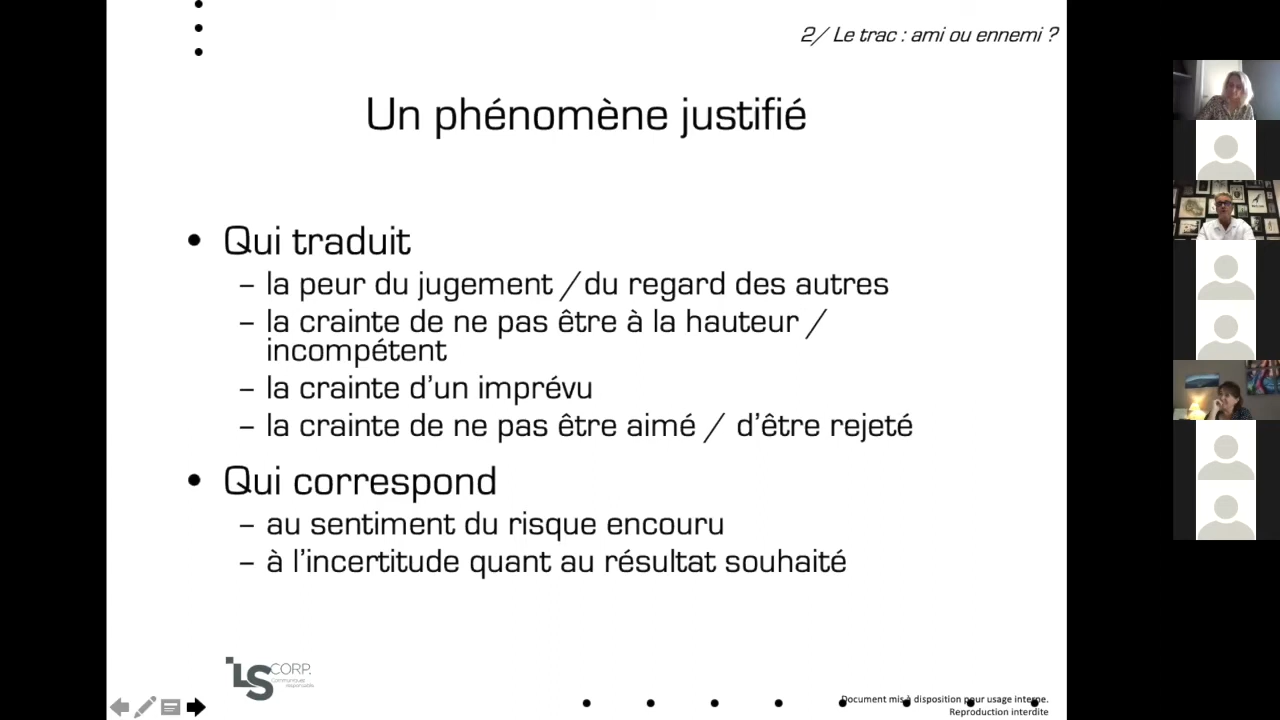 2/ Le trac : ami ou ennemi ?
Un phénomène justifié
• Qui traduit
– la peur du jugement / du regard des autres
– la crainte de ne pas être à la hauteur /
incompétent
– la crainte d’un imprévu
– la crainte de ne pas être aimé / d’être rejeté
• Qui correspond
– au sentiment du risque encouru
– à l’incertitude quant au résultat souhaité
LS CORP.
Communiquez
responsables
Document mis à disposition pour usage interne.
Reproduction interdite